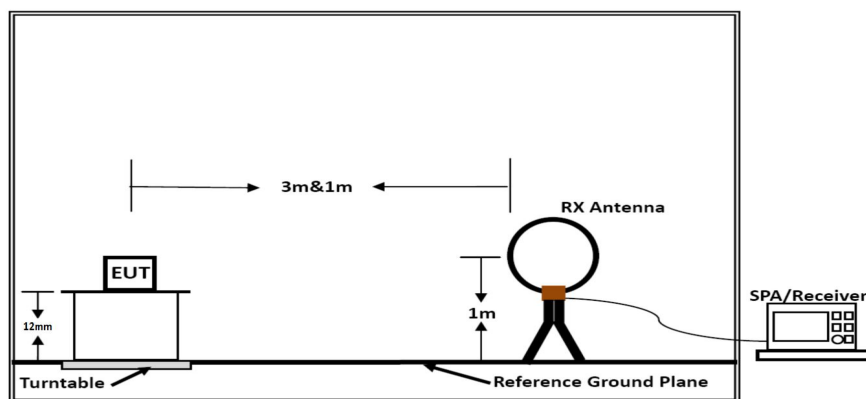 3m&1m
RX Antenna
EUT
SPA/Receiver
12mm
1m
Turntable
Reference Ground Plane